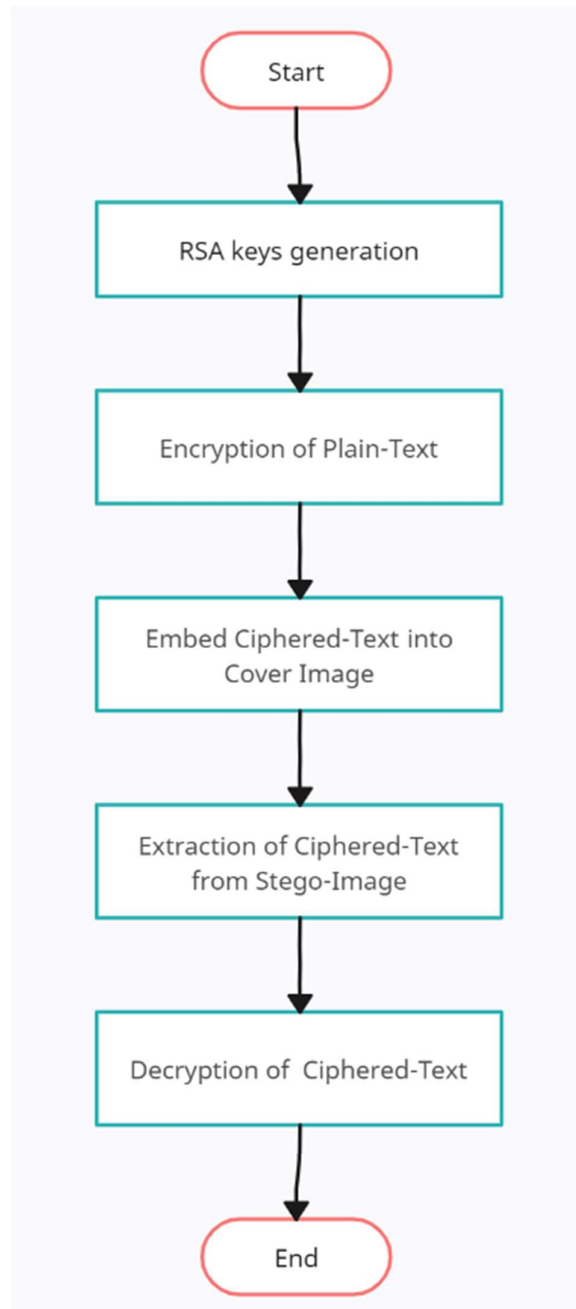 Start
RSA keys generation
Encryption of Plain-Text
Embed Ciphered-Text into
Cover Image
Extraction of Ciphered-Text
from Stego-Image
Decryption of  Ciphered-Text
End